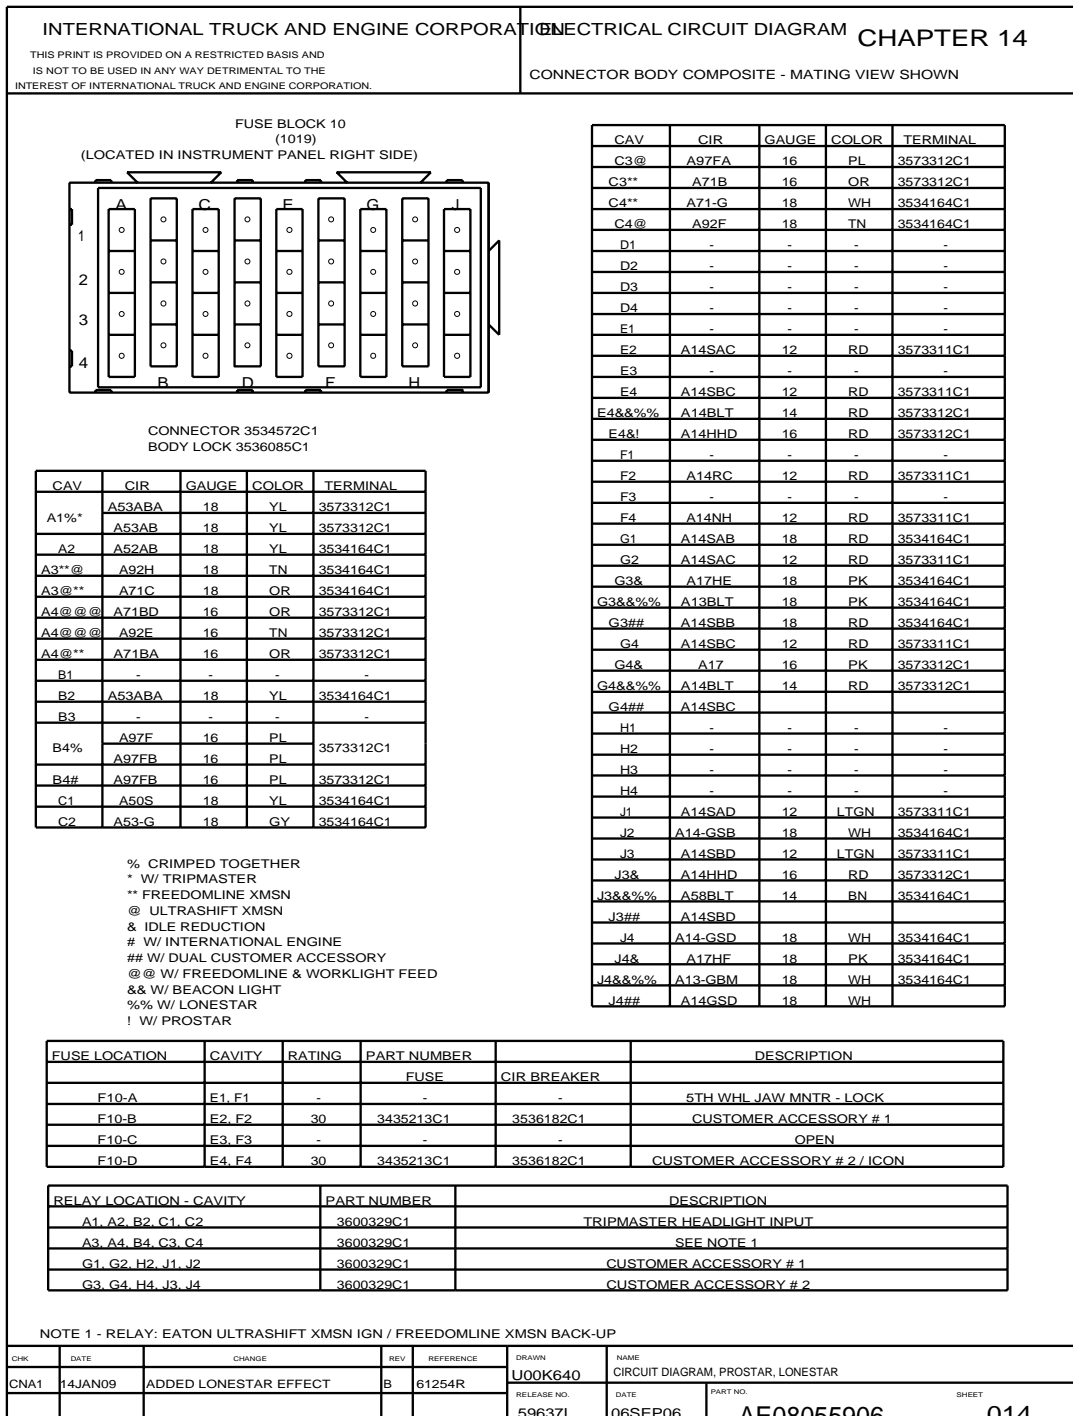 INTERNATIONAL TRUCK AND ENGINE CORPORATION
THIS PRINT IS PROVIDED ON A RESTRICTED BASIS AND
IS NOT TO BE USED IN ANY WAY DETRIMENTAL TO THE
INTEREST OF INTERNATIONAL TRUCK AND ENGINE CORPORATION.
ELECTRICAL CIRCUIT DIAGRAM CHAPTER 14
CONNECTOR BODY COMPOSITE - MATING VIEW SHOWN
FUSE BLOCK 10
(1019)
(LOCATED IN INSTRUMENT PANEL RIGHT SIDE)
A C E G J
1
2
3
4
B D F H
CONNECTOR 3534572C1
BODY LOCK 3536085C1
CAV CIR GAUGE COLOR TERMINAL
A1%* A53ABA 18 YL 3573312C1
A53AB 18 YL 3573312C1
A2 A52AB 18 YL 3534164C1
A3**@ A92H 18 TN 3534164C1
A3@** A71C 18 OR 3534164C1
A4@@@ A71BD 16 OR 3573312C1
A4@@@ A92E 16 TN 3573312C1
A4@** A71BA 16 OR 3573312C1
B1 - - - -
B2 A53ABA 18 YL 3534164C1
B3 - - - -
B4% A97F 16 PL 3573312C1
A97FB 16 PL
B4# A97FB 16 PL 3573312C1
C1 A50S 18 YL 3534164C1
C2 A53-G 18 GY 3534164C1
% CRIMPED TOGETHER
* W/ TRIPMASTER
** FREEDOMLINE XMSN
@ ULTRASHIFT XMSN
& IDLE REDUCTION
# W/ INTERNATIONAL ENGINE
## W/ DUAL CUSTOMER ACCESSORY
@@ W/ FREEDOMLINE & WORKLIGHT FEED
&& W/ BEACON LIGHT
%% W/ LONESTAR
! W/ PROSTAR
CAV CIR GAUGE COLOR TERMINAL
C3@ A97FA 16 PL 3573312C1
C3** A71B 16 OR 3573312C1
C4** A71-G 18 WH 3534164C1
C4@ A92F 18 TN 3534164C1
D1 - - - -
D2 - - - -
D3 - - - -
D4 - - - -
E1 - - - -
E2 A14SAC 12 RD 3573311C1
E3 - - - -
E4 A14SBC 12 RD 3573311C1
E4&&%% A14BLT 14 RD 3573312C1
E4&! A14HHD 16 RD 3573312C1
F1 - - - -
F2 A14RC 12 RD 3573311C1
F3 - - - -
F4 A14NH 12 RD 3573311C1
G1 A14SAB 18 RD 3534164C1
G2 A14SAC 12 RD 3573311C1
G3& A17HE 18 PK 3534164C1
G3&&%% A13BLT 18 PK 3534164C1
G3## A14SBB 18 RD 3534164C1
G4 A14SBC 12 RD 3573311C1
G4& A17 16 PK 3573312C1
G4&&%% A14BLT 14 RD 3573312C1
G4## A14SBC
H1 - - - -
H2 - - - -
H3 - - - -
H4 - - - -
J1 A14SAD 12 LTGN 3573311C1
J2 A14-GSB 18 WH 3534164C1
J3 A14SBD 12 LTGN 3573311C1
J3& A14HHD 16 RD 3573312C1
J3&&%% A58BLT 14 BN 3534164C1
J3## A14SBD
J4 A14-GSD 18 WH 3534164C1
J4& A17HF 18 PK 3534164C1
J4&&%% A13-GBM 18 WH 3534164C1
J4## A14GSD 18 WH
FUSE LOCATION CAVITY RATING PART NUMBER DESCRIPTION
FUSE CIR BREAKER
F10-A E1, F1 - - - 5TH WHL JAW MNTR - LOCK
F10-B E2, F2 30 3435213C1 3536182C1 CUSTOMER ACCESSORY # 1
F10-C E3, F3 - - - OPEN
F10-D E4, F4 30 3435213C1 3536182C1 CUSTOMER ACCESSORY # 2 / ICON
RELAY LOCATION - CAVITY PART NUMBER DESCRIPTION
A1, A2, B2, C1, C2 3600329C1 TRIPMASTER HEADLIGHT INPUT
A3, A4, B4, C3, C4 3600329C1 SEE NOTE 1
G1, G2, H2, J1, J2 3600329C1 CUSTOMER ACCESSORY # 1
G3, G4, H4, J3, J4 3600329C1 CUSTOMER ACCESSORY # 2
NOTE 1 - RELAY: EATON ULTRASHIFT XMSN IGN / FREEDOMLINE XMSN BACK-UP
CHK DATE CHANGE REV REFERENCE DRAWN NAME
CNA1 14JAN09 ADDED LONESTAR EFFECT B 61254R U00K640 CIRCUIT DIAGRAM, PROSTAR, LONESTAR
RELEASE NO. DATE PART NO. SHEET
59637L 06SEP06 AE08055906 014